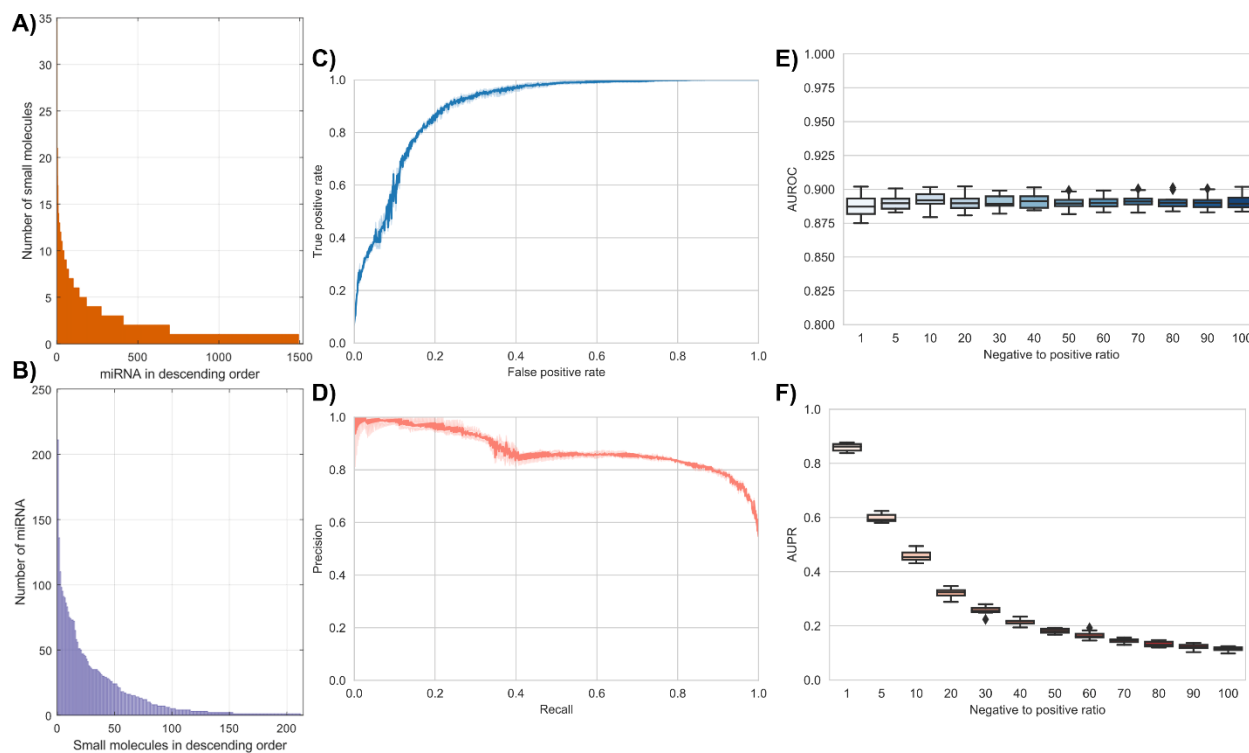 A)
35
30
25
20
15
10
5
0
Number of small molecules
0 500 1000 1500
miRNA in descending order
B)
250
200
150
100
50
0
Number of miRNA
0 50 100 150 200
Small molecules in descending order
C)
1.0
0.8
0.6
0.4
0.2
0.0
True positive rate
0.0 0.2 0.4 0.6 0.8 1.0
False positive rate
D)
1.0
0.8
0.6
0.4
0.2
0.0
Precision
0.0 0.2 0.4 0.6 0.8 1.0
Recall
E)
1.000
0.975
0.950
0.925
0.900
0.875
0.850
0.825
0.800
AUROC
1 5 10 20 30 40 50 60 70 80 90 100
Negative to positive ratio
F)
1.0
0.8
0.6
0.4
0.2
0.0
AUPR
1 5 10 20 30 40 50 60 70 80 90 100
Negative to positive ratio